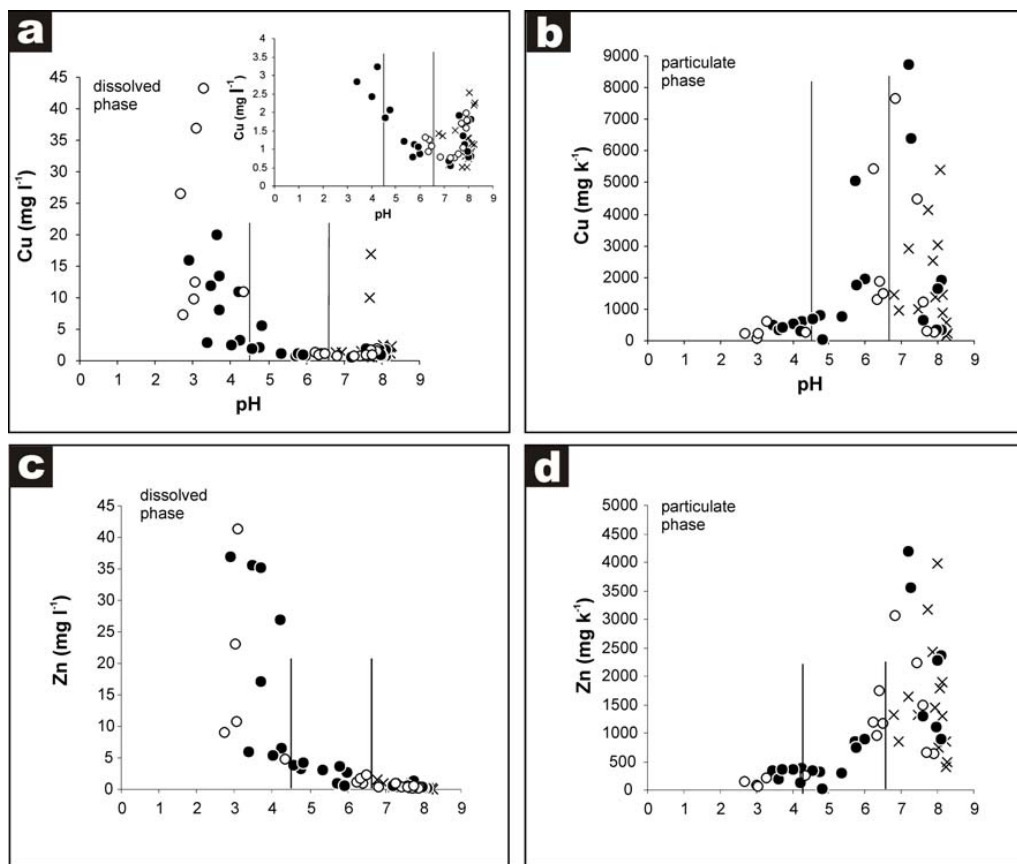 a
dissolved
phase
Cu (mg l-1)
45
40
35
30
25
20
15
10
5
0
0 1 2 3 4 5 6 7 8 9
pH
Cu (mg l-1)
4
3.5
3
2.5
2
1.5
1
0.5
0
0 1 2 3 4 5 6 7 8 9
pH
b
particulate
phase
Cu (mg k-1)
9000
8000
7000
6000
5000
4000
3000
2000
1000
0
0 1 2 3 4 5 6 7 8 9
pH
c
dissolved
phase
Zn (mg l-1)
45
40
35
30
25
20
15
10
5
0
0 1 2 3 4 5 6 7 8 9
pH
d
particulate
phase
Zn (mg k-1)
5000
4500
4000
3500
3000
2500
2000
1500
1000
500
0
0 1 2 3 4 5 6 7 8 9
pH